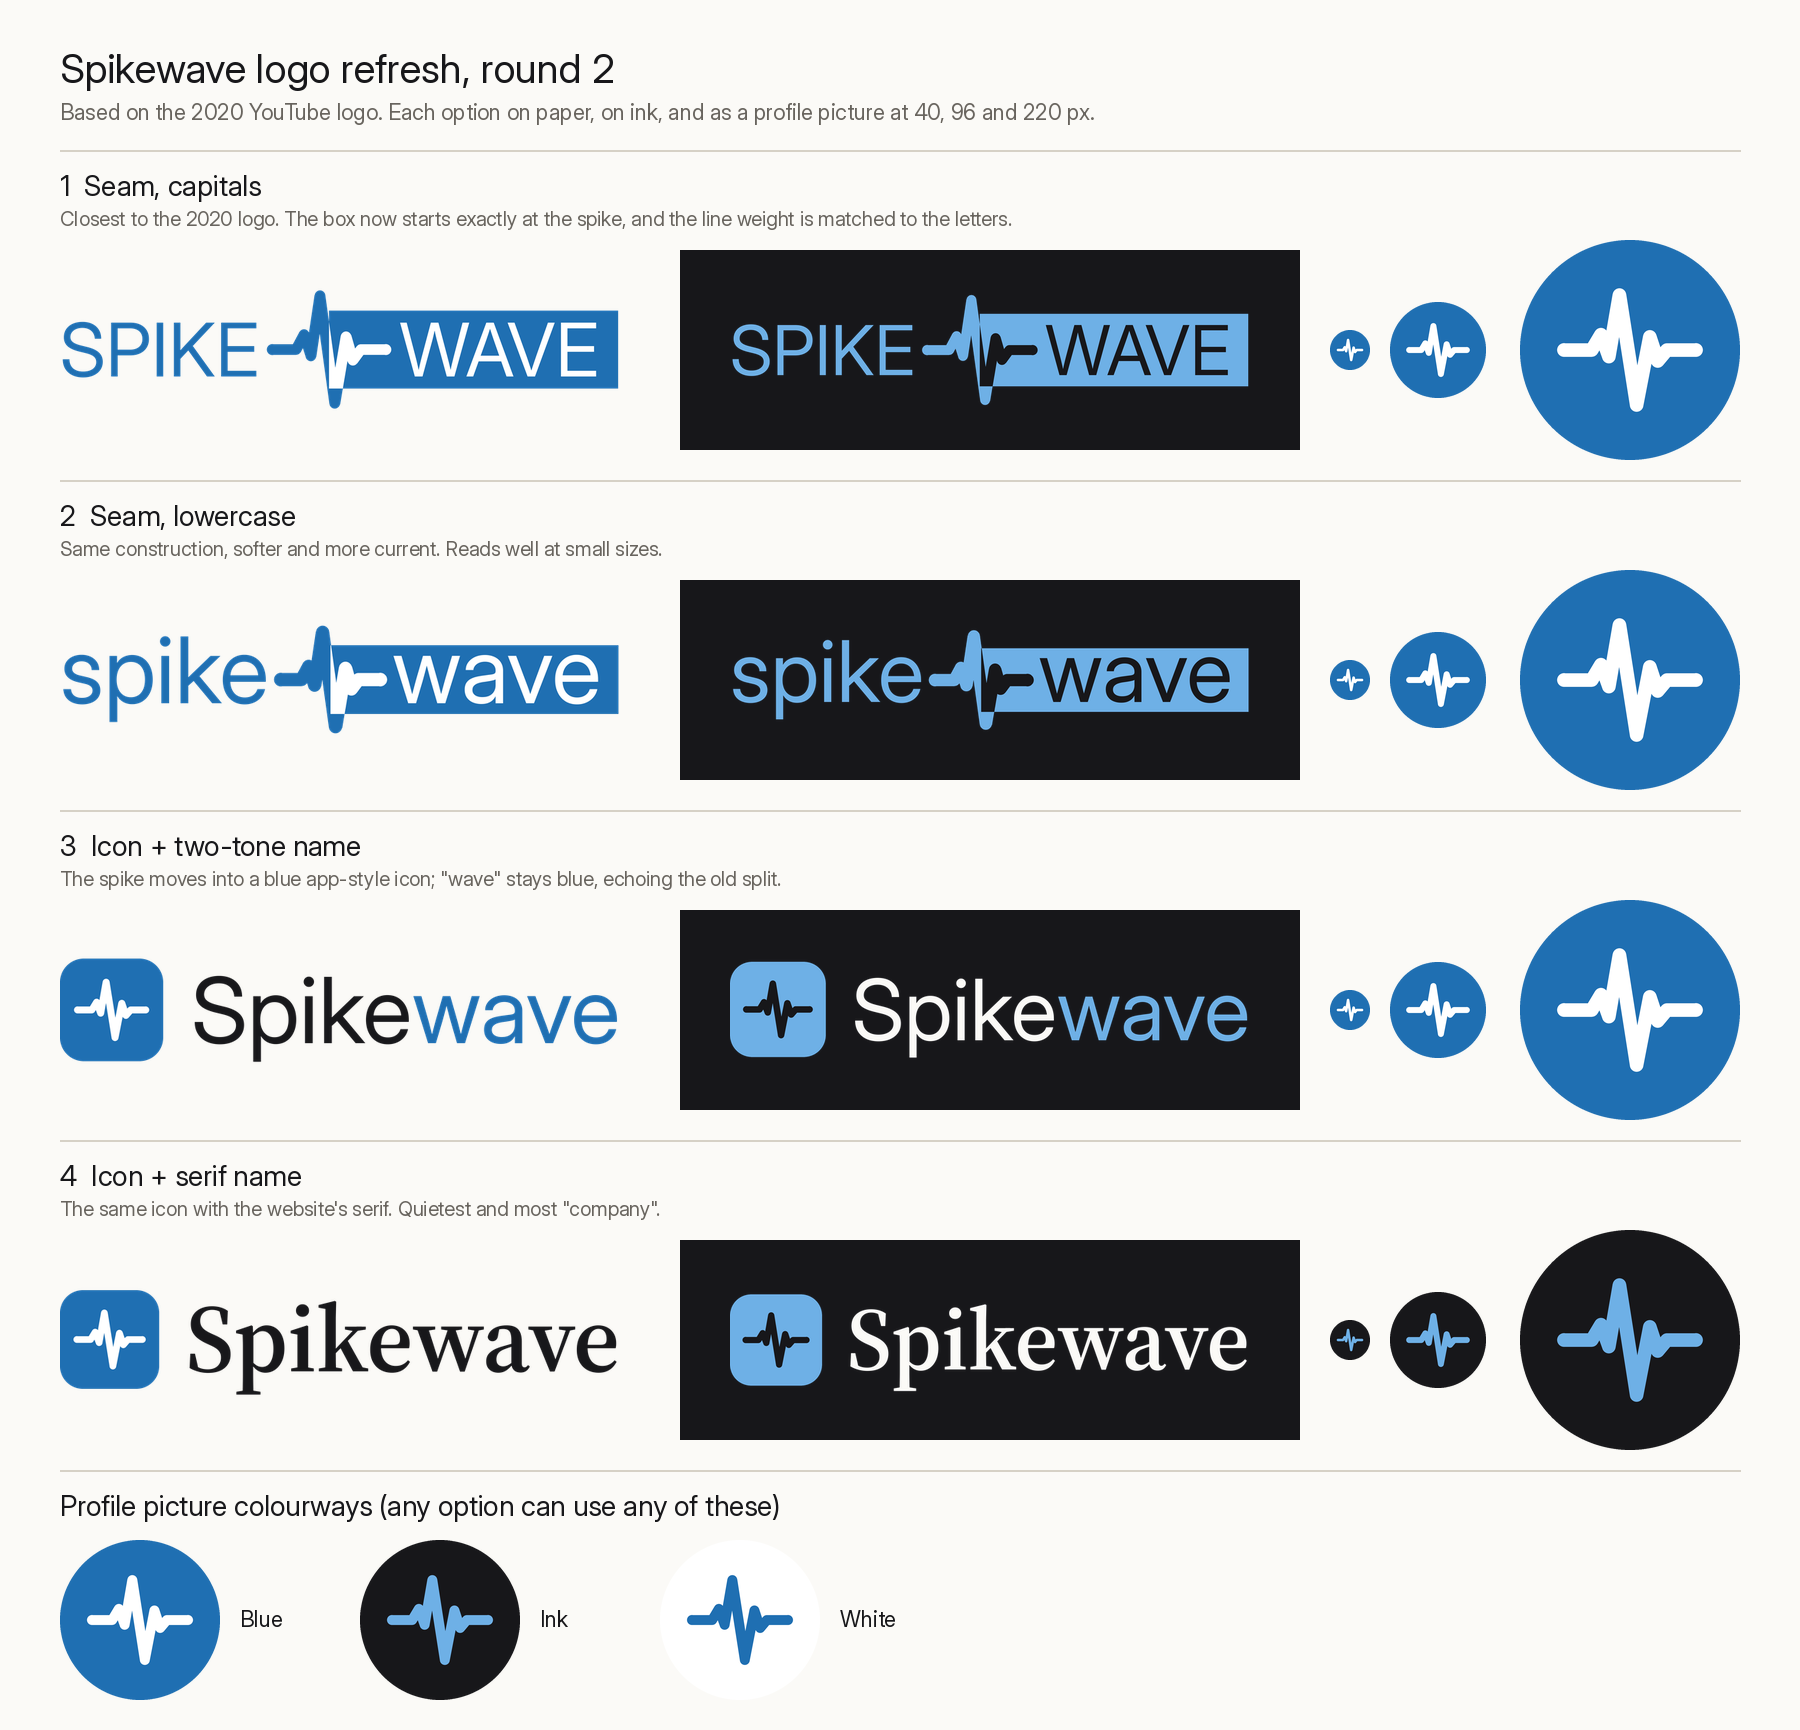 Spikewave logo refresh, round 2
Based on the 2020 YouTube logo. Each option on paper, on ink, and as a profile picture at 40, 96 and 220 px.
1 Seam, capitals
Closest to the 2020 logo. The box now starts exactly at the spike, and the line weight is matched to the letters.
SPIKE WAVE
SPIKE WAVE
2 Seam, lowercase
Same construction, softer and more current. Reads well at small sizes.
spike wave
spike wave
3 Icon + two-tone name
The spike moves into a blue app-style icon; "wave" stays blue, echoing the old split.
Spikewave
Spikewave
4 Icon + serif name
The same icon with the website's serif. Quietest and most "company".
Spikewave
Spikewave
Profile picture colourways (any option can use any of these)
Blue
Ink
White